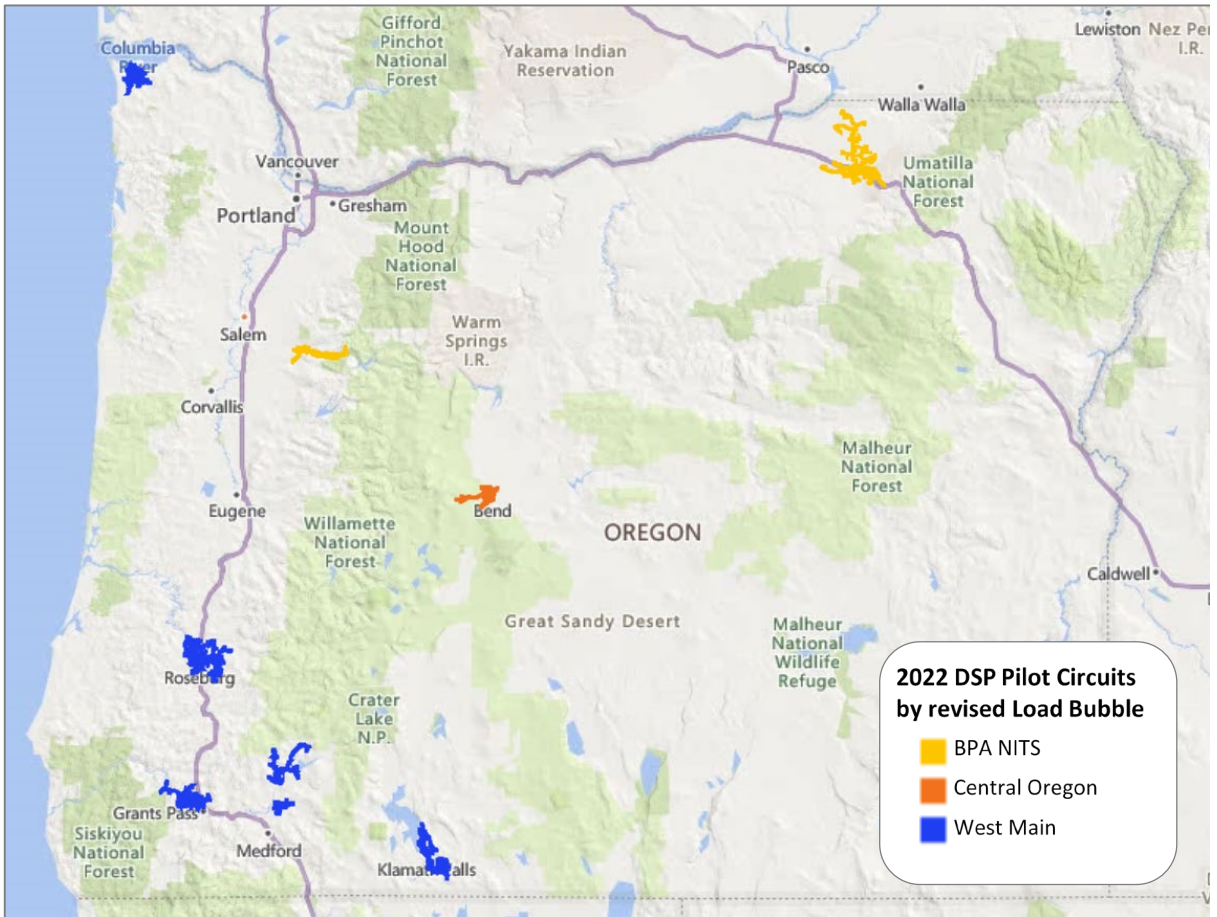 Columbia
River
Gifford
Pinchot
National
Forest
Yakama Indian
Reservation
Pasco
Lewiston
Nez Per
I.R.
Walla Walla
Vancouver
Portland
Gresham
Umatilla
National
Forest
Mount
Hood
National
Forest
Salem
Warm
Springs
I.R.
Corvallis
Malheur
National
Forest
Eugene
Bend
Willamette
National
Forest
OREGON
Caldwell
Great Sandy Desert
Malheur
National
Wildlife
Refuge
Roseburg
Crater
Lake
N.P.
Grants Pass
Siskiyou
National
Forest
Medford
Klamath Falls
2022 DSP Pilot Circuits
by revised Load Bubble
BPA NITS
Central Oregon
West Main